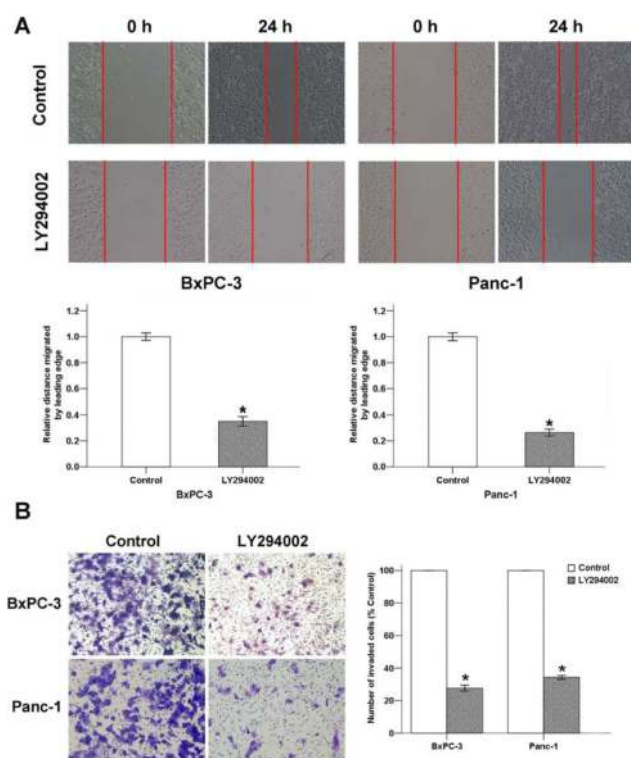 A
0 h
24 h
0 h
24 h
Control
LY294002
BxPC-3
Panc-1
Relative distance migrated
by leading edge
1.2
1.0
0.8
0.6
0.4
0.2
0.0
*
Control
LY294002
BxPC-3
Relative distance migrated
by leading edge
1.2
1.0
0.8
0.6
0.4
0.2
0.0
*
Control
LY294002
Panc-1
B
Control
LY294002
BxPC-3
Panc-1
Number of invaded cells (% Control)
100
80
60
40
20
0
Control
LY294002
*
*
BxPC-3
Panc-1